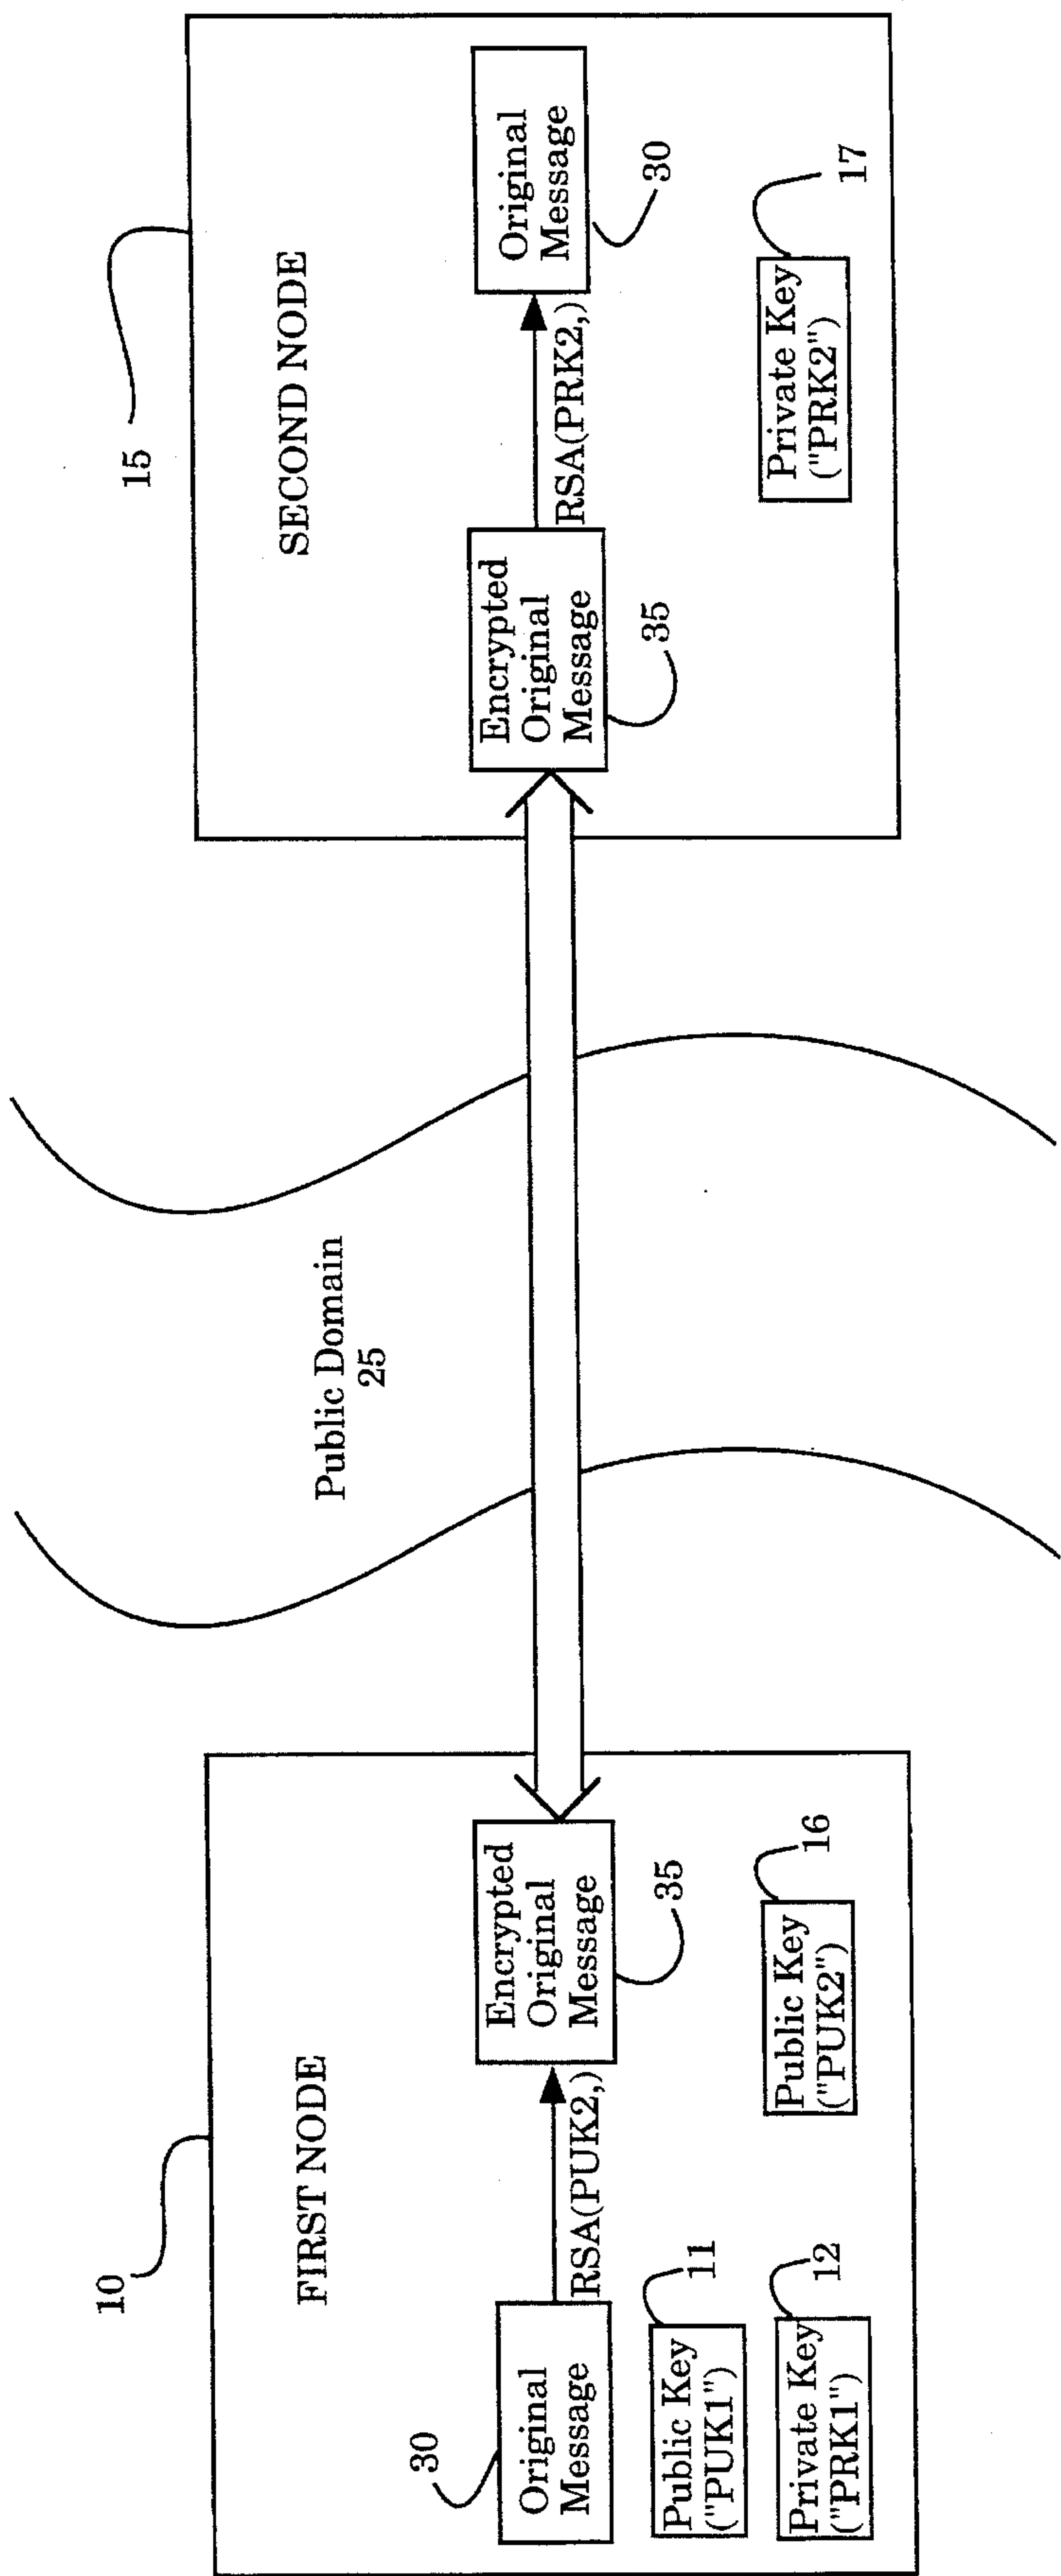 10
FIRST NODE
30
Original
Message
RSA(PUK2,)
Encrypted
Original
Message
35
Public Key
("PUK1")
11
Private Key
("PRK1")
12
Public Key
("PUK2")
16
Public Domain
25
15
SECOND NODE
Encrypted
Original
Message
35
RSA(PRK2,)
Original
Message
30
Private Key
("PRK2")
17